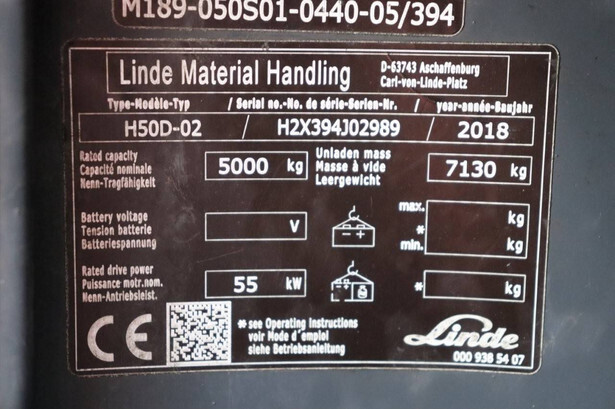 M189-050S01-0440-05/394
Linde Material Handling
D-63743 Aschaffenburg
Carl-von-Linde-Platz
Type-Modèle-Typ / Serial no.-No. de série-Serien-Nr. / year-année-Baujahr
H50D-02 / H2X394J02989 / 2018
Rated capacity
Capacité nominale
Nenn-Tragfähigkeit
5000 kg
Unladen mass
Masse à vide
Leergewicht
7130 kg
Battery voltage
Tension batterie
Batteriespannung
V
- +
max. kg
*
min. kg
Rated drive power
Puissance motr.nom.
Nenn-Antriebsleist.
55 kW
- +
* kg
CE
* see Operating Instructions
voir Mode d'emploi
siehe Betriebsanleitung
Linde
000 938 54 07